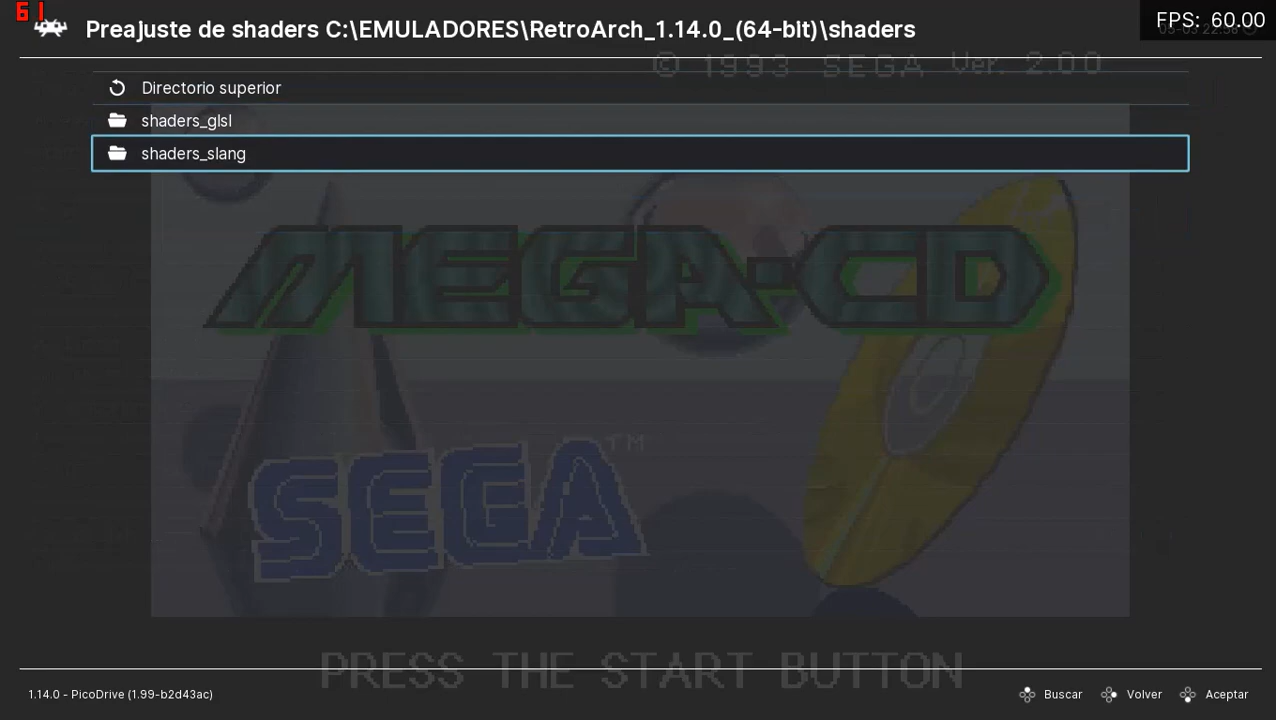 61
Preajuste de shaders C:\EMULADORES\RetroArch_1.14.0_(64-bit)\shaders
FPS: 60.00
© 1993 SEGA Ver. 2.00
Directorio superior
shaders_glsl
shaders_slang
MEGA-CD
SEGA™
PRESS THE START BUTTON
1.14.0 - PicoDrive (1.99-b2d43ac)
Buscar
Volver
Aceptar